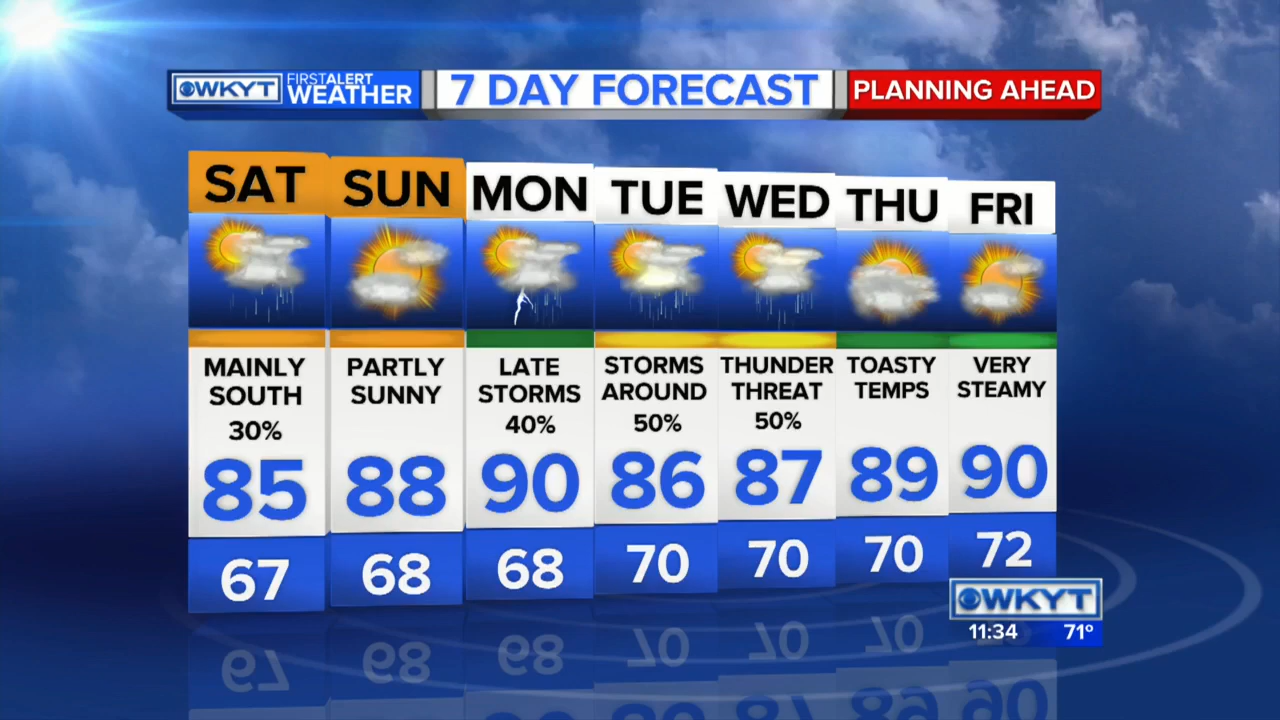 WKYT FIRST ALERT WEATHER
7 DAY FORECAST
PLANNING AHEAD
SAT
SUN
MON
TUE
WED
THU
FRI
MAINLY
SOUTH
30%
85
67
PARTLY
SUNNY
88
68
LATE
STORMS
40%
90
68
STORMS
AROUND
50%
86
70
THUNDER
THREAT
50%
87
70
TOASTY
TEMPS
89
70
VERY
STEAMY
90
72
WKYT
11:34 71°